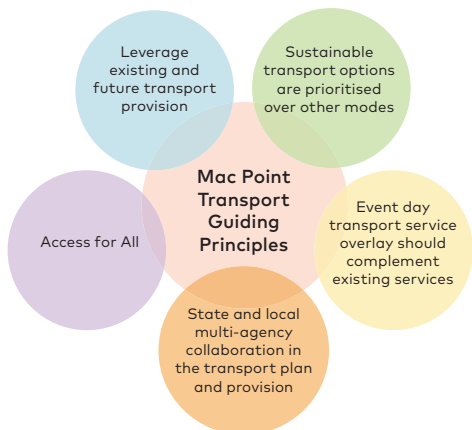 Leverage
existing and
future transport
provision
Sustainable
transport options
are prioritised
over other modes
Mac Point
Transport
Guiding
Principles
Access for All
Event day
transport service
overlay should
complement
existing services
State and local
multi-agency
collaboration in
the transport plan
and provision